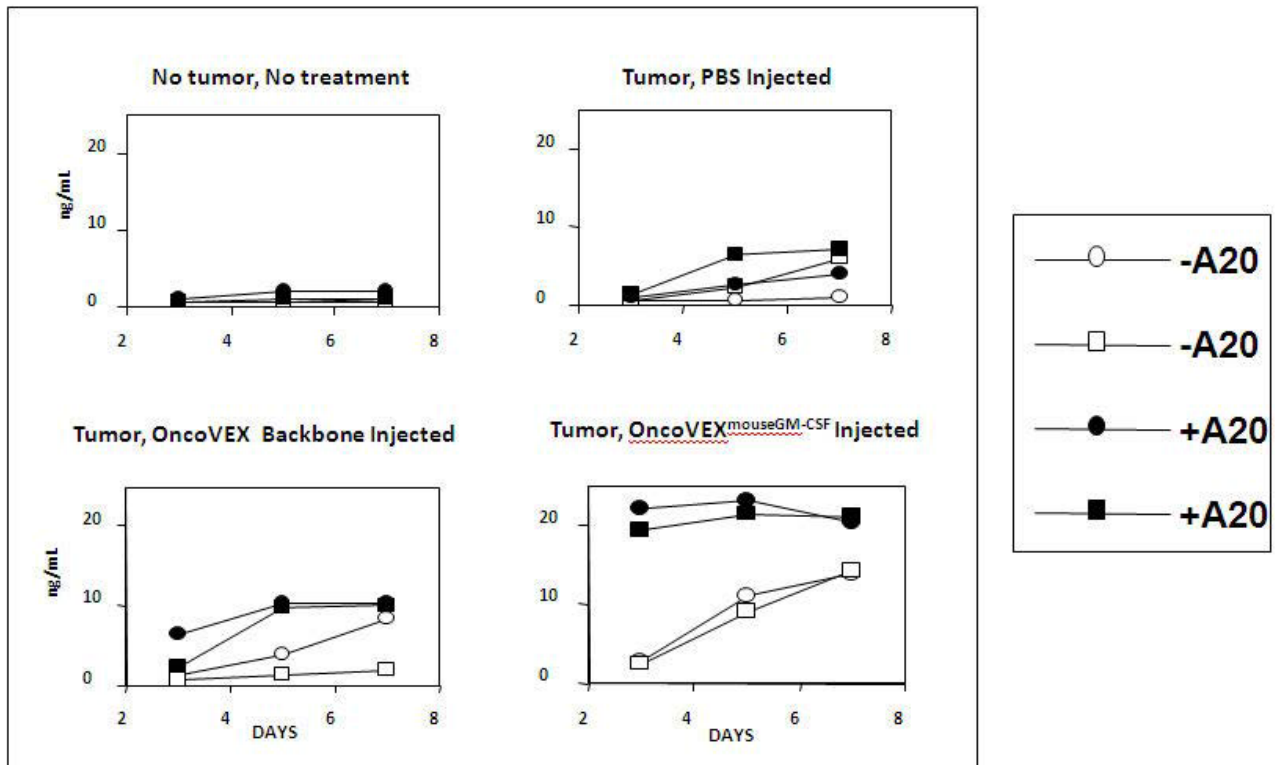 No tumor, No treatment
Tumor, PBS Injected
ng/mL
20
10
0
2 4 6 8
20
10
0
2 4 6 8
Tumor, OncoVEX Backbone Injected
Tumor, OncoVEXmouseGM-CSF Injected
ng/mL
20
10
0
2 4 6 8
DAYS
20
10
0
2 4 6 8
DAYS
-A20
-A20
+A20
+A20